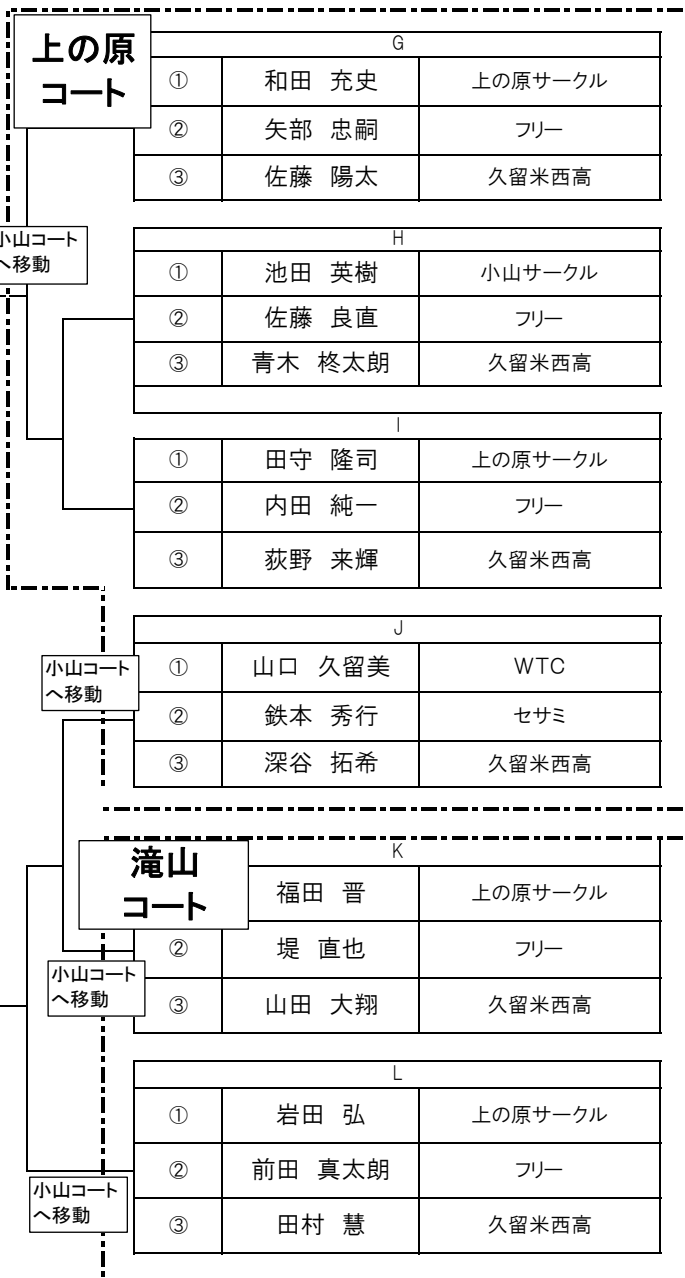 上の原
コート
G
① 和田 充史 上の原サークル
② 矢部 忠嗣 フリー
③ 佐藤 陽太 久留米西高
小山コート
へ移動
H
① 池田 英樹 小山サークル
② 佐藤 良直 フリー
③ 青木 柊太朗 久留米西高
I
① 田守 隆司 上の原サークル
② 内田 純一 フリー
③ 荻野 来輝 久留米西高
J
小山コート
へ移動
① 山口 久留美 WTC
② 鉄本 秀行 セサミ
③ 深谷 拓希 久留米西高
滝山
コート
K
福田 晋 上の原サークル
② 堤 直也 フリー
小山コート
へ移動
③ 山田 大翔 久留米西高
L
① 岩田 弘 上の原サークル
② 前田 真太朗 フリー
小山コート
へ移動
③ 田村 慧 久留米西高